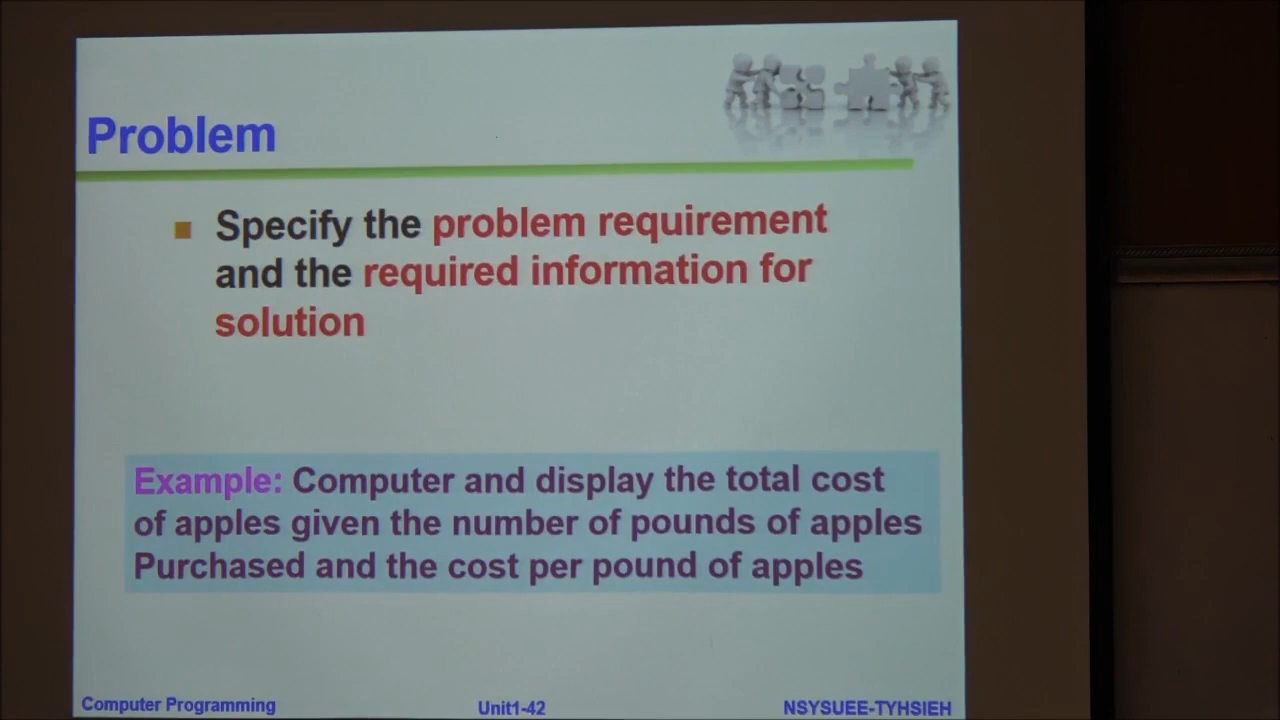 Problem
Specify the problem requirement
and the required information for
solution
Example: Computer and display the total cost
of apples given the number of pounds of apples
Purchased and the cost per pound of apples
Computer Programming
Unit1-42
NSYSUEE-TYHSIEH